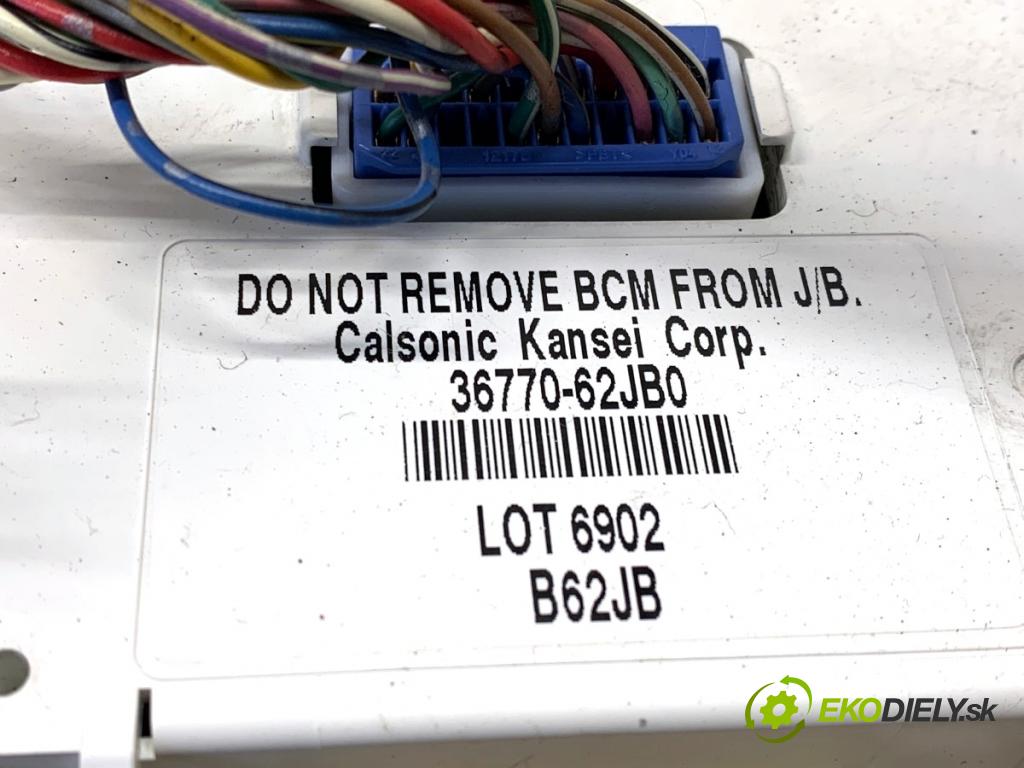 DO NOT REMOVE BCM FROM J/B.
Calsonic Kansei Corp.
36770-62JB0
LOT 6902
B62JB
EKODIELY.sk